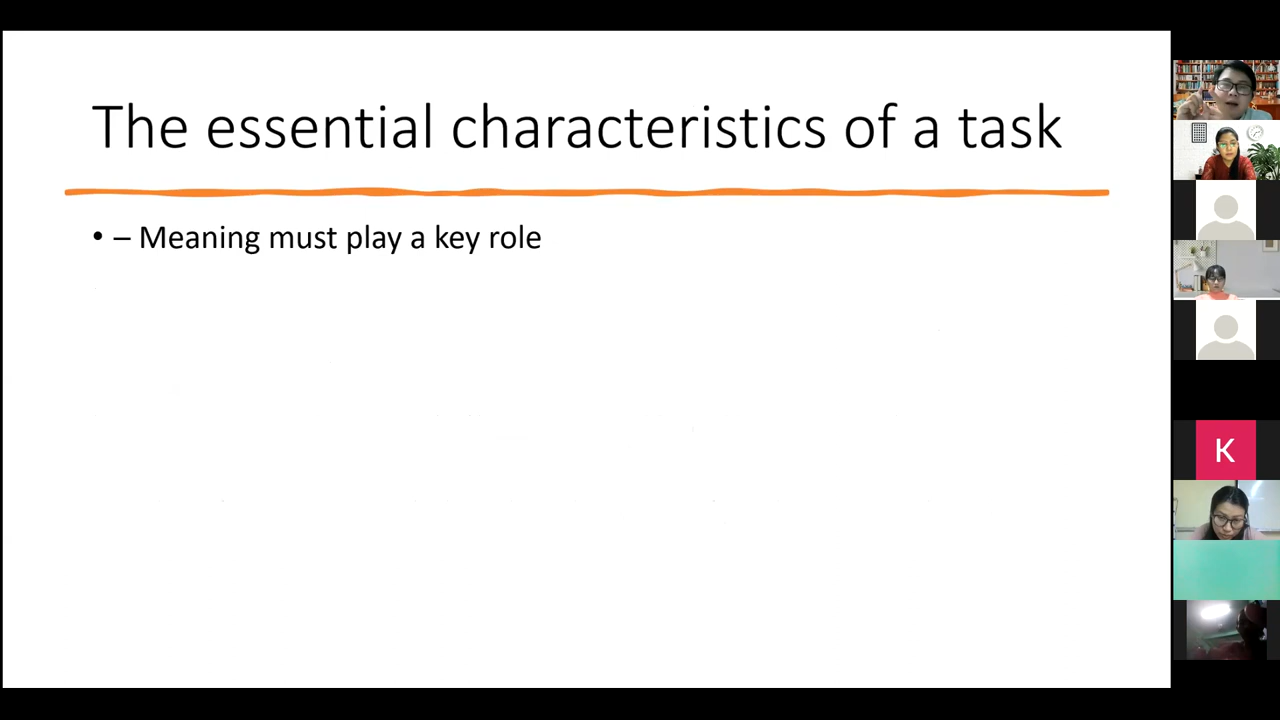 The essential characteristics of a task
• – Meaning must play a key role
K